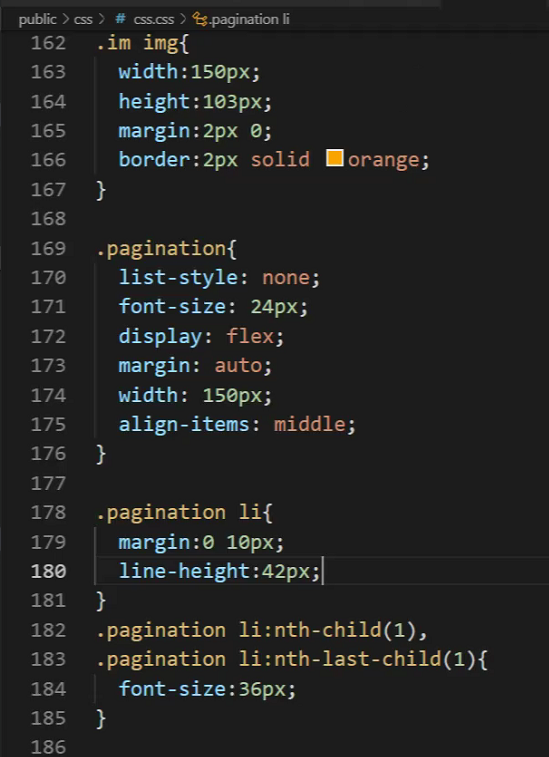 public > css > # css.css > .pagination li
162 .im img{
163 width:150px;
164 height:103px;
165 margin:2px 0;
166 border:2px solid orange;
167 }
168
169 .pagination{
170 list-style: none;
171 font-size: 24px;
172 display: flex;
173 margin: auto;
174 width: 150px;
175 align-items: middle;
176 }
177
178 .pagination li{
179 margin:0 10px;
180 line-height:42px;
181 }
182 .pagination li:nth-child(1),
183 .pagination li:nth-last-child(1){
184 font-size:36px;
185 }
186